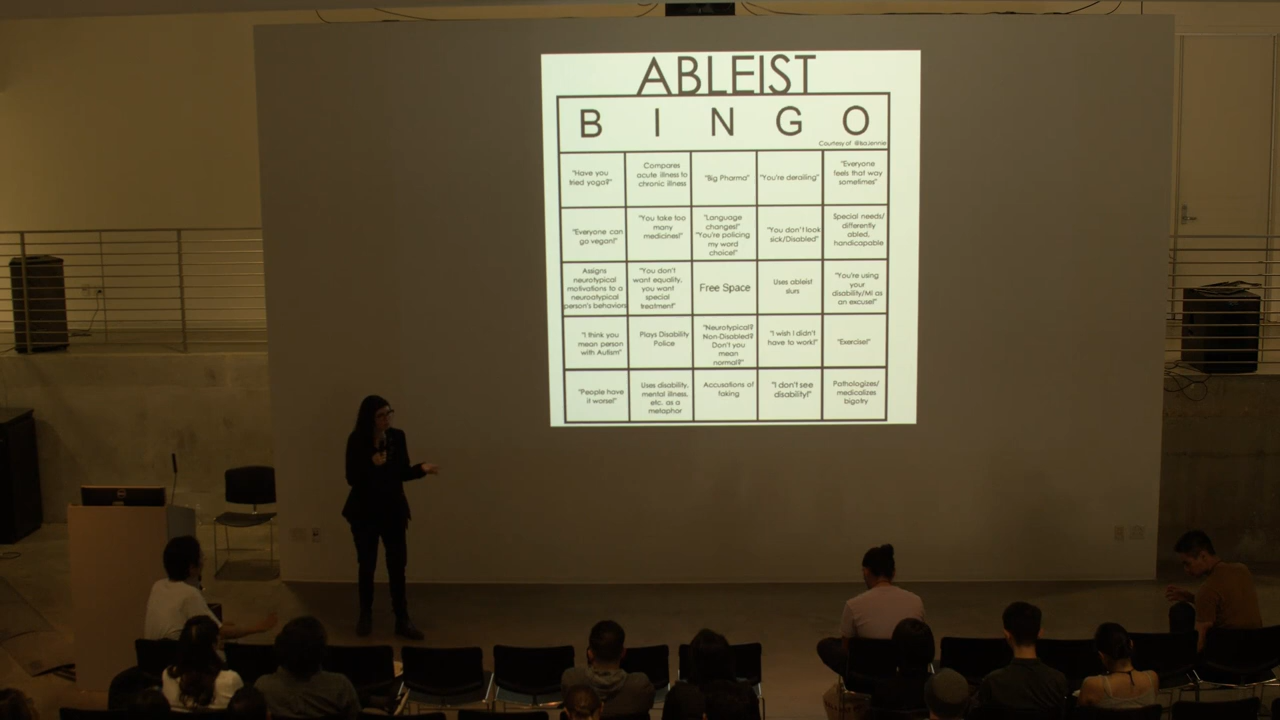 ABLEIST
B I N G O
Courtesy of @kaJennie
"Have you
tried yoga?"
Compares
acute illness to
chronic illness
"Big Pharma"
"You're derailing"
"Everyone
feels that way
sometimes"
"Everyone can
go vegan!"
"You take too
many
medicines!"
"Language
changes!"
"You're policing
my word
choice!"
"You don't look
sick/Disabled"
Special needs/
differently
abled,
handicapable
Assigns
neurotypical
motivations to a
neuroatypical
person's behaviors
"You don't
want equality,
you want
special
treatment"
Free Space
Uses ableist
slurs
"You're using
your
disability/MI as
an excuse!"
"I think you
mean person
with Autism"
Plays Disability
Police
"Neurotypical?
Non-Disabled?
Don't you
mean
normal?"
"I wish I didn't
have to work!"
"Exercise!"
"People have
it worse!"
Uses disability,
mental illness,
etc. as a
metaphor
Accusations of
faking
"I don't see
disability!"
Pathologizes/
medicalizes
bigotry